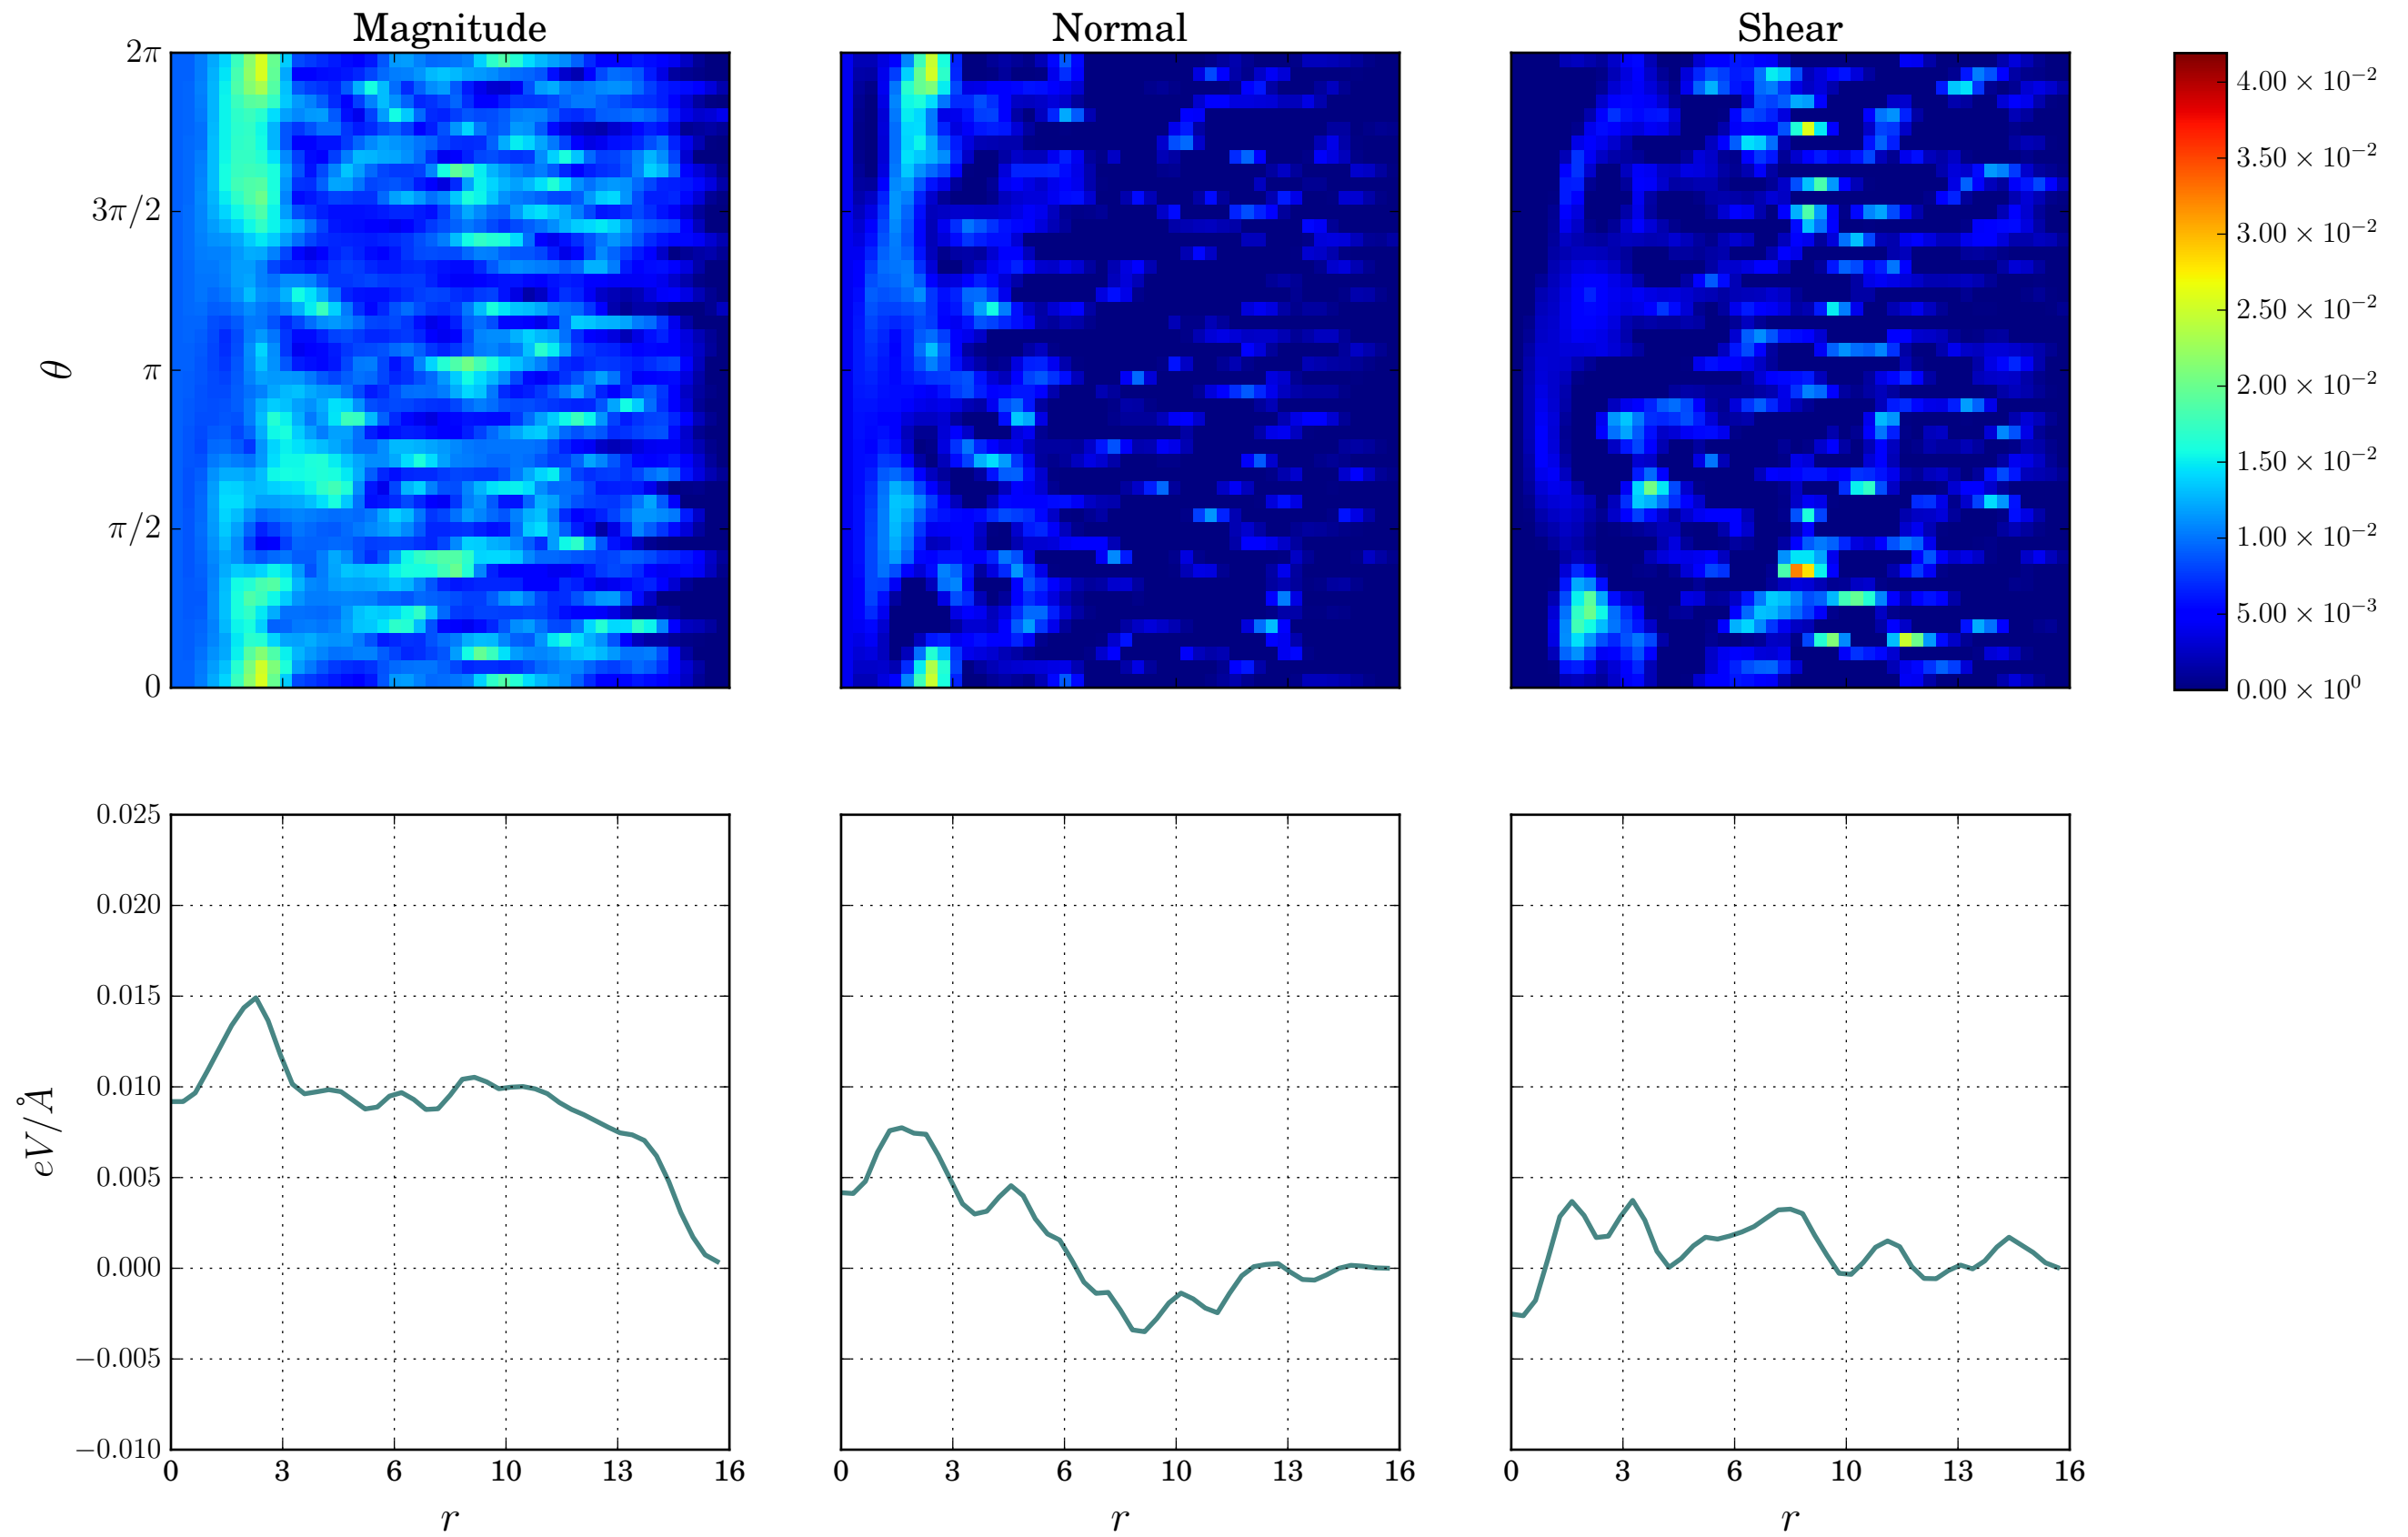 Magnitude
Normal
Shear
2π
3π/2
π
π/2
0
θ
4.00 × 10⁻²
3.50 × 10⁻²
3.00 × 10⁻²
2.50 × 10⁻²
2.00 × 10⁻²
1.50 × 10⁻²
1.00 × 10⁻²
5.00 × 10⁻³
0.00 × 10⁰
0.025
0.020
0.015
0.010
0.005
0.000
−0.005
−0.010
eV/Å
0 3 6 10 13 16
0 3 6 10 13 16
0 3 6 10 13 16
r
r
r